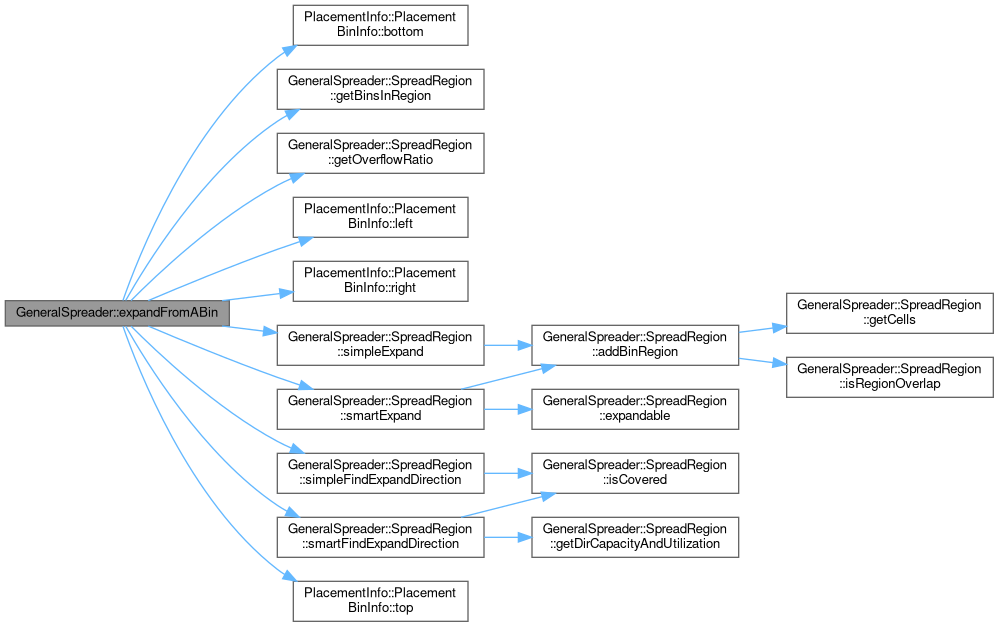 PlacementInfo::Placement
BinInfo::bottom
GeneralSpreader::SpreadRegion
::getBinsInRegion
GeneralSpreader::SpreadRegion
::getOverflowRatio
PlacementInfo::Placement
BinInfo::left
PlacementInfo::Placement
BinInfo::right
GeneralSpreader::expandFromABin
GeneralSpreader::SpreadRegion
::simpleExpand
GeneralSpreader::SpreadRegion
::addBinRegion
GeneralSpreader::SpreadRegion
::getCells
GeneralSpreader::SpreadRegion
::isRegionOverlap
GeneralSpreader::SpreadRegion
::smartExpand
GeneralSpreader::SpreadRegion
::expandable
GeneralSpreader::SpreadRegion
::simpleFindExpandDirection
GeneralSpreader::SpreadRegion
::isCovered
GeneralSpreader::SpreadRegion
::smartFindExpandDirection
GeneralSpreader::SpreadRegion
::getDirCapacityAndUtilization
PlacementInfo::Placement
BinInfo::top